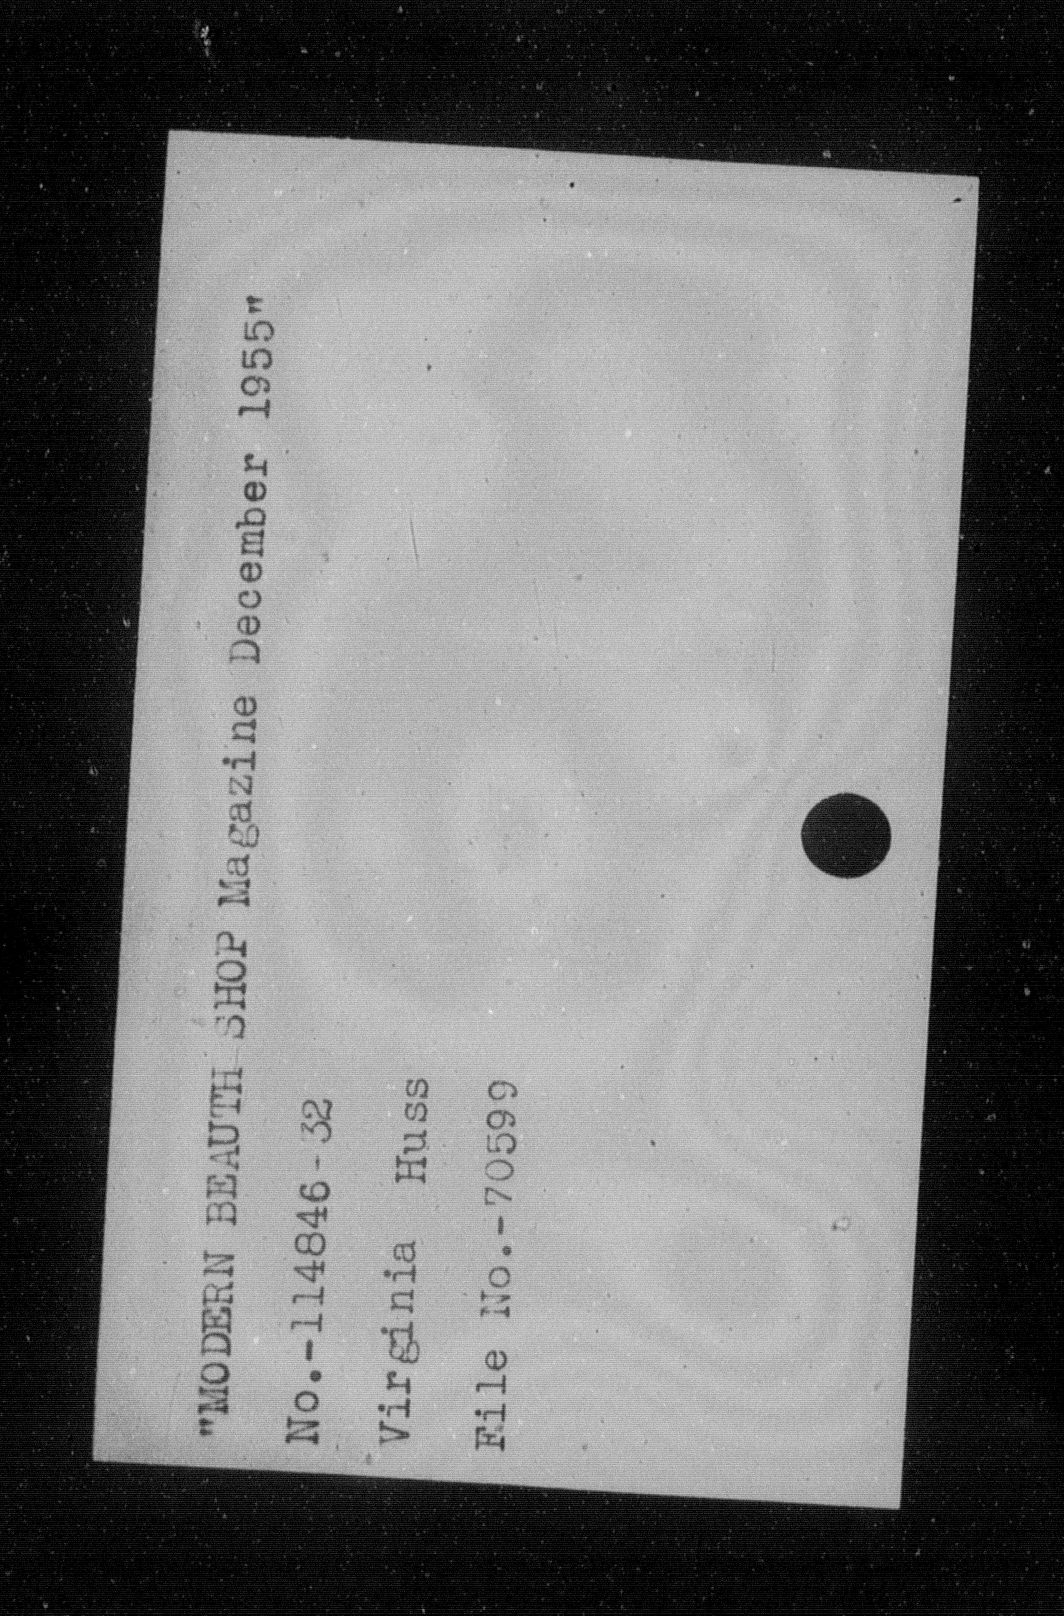 "MODERN BEAUTH SHOP Magazine December 1955"
No.-114846-32
Virginia Huss
File No.-70599